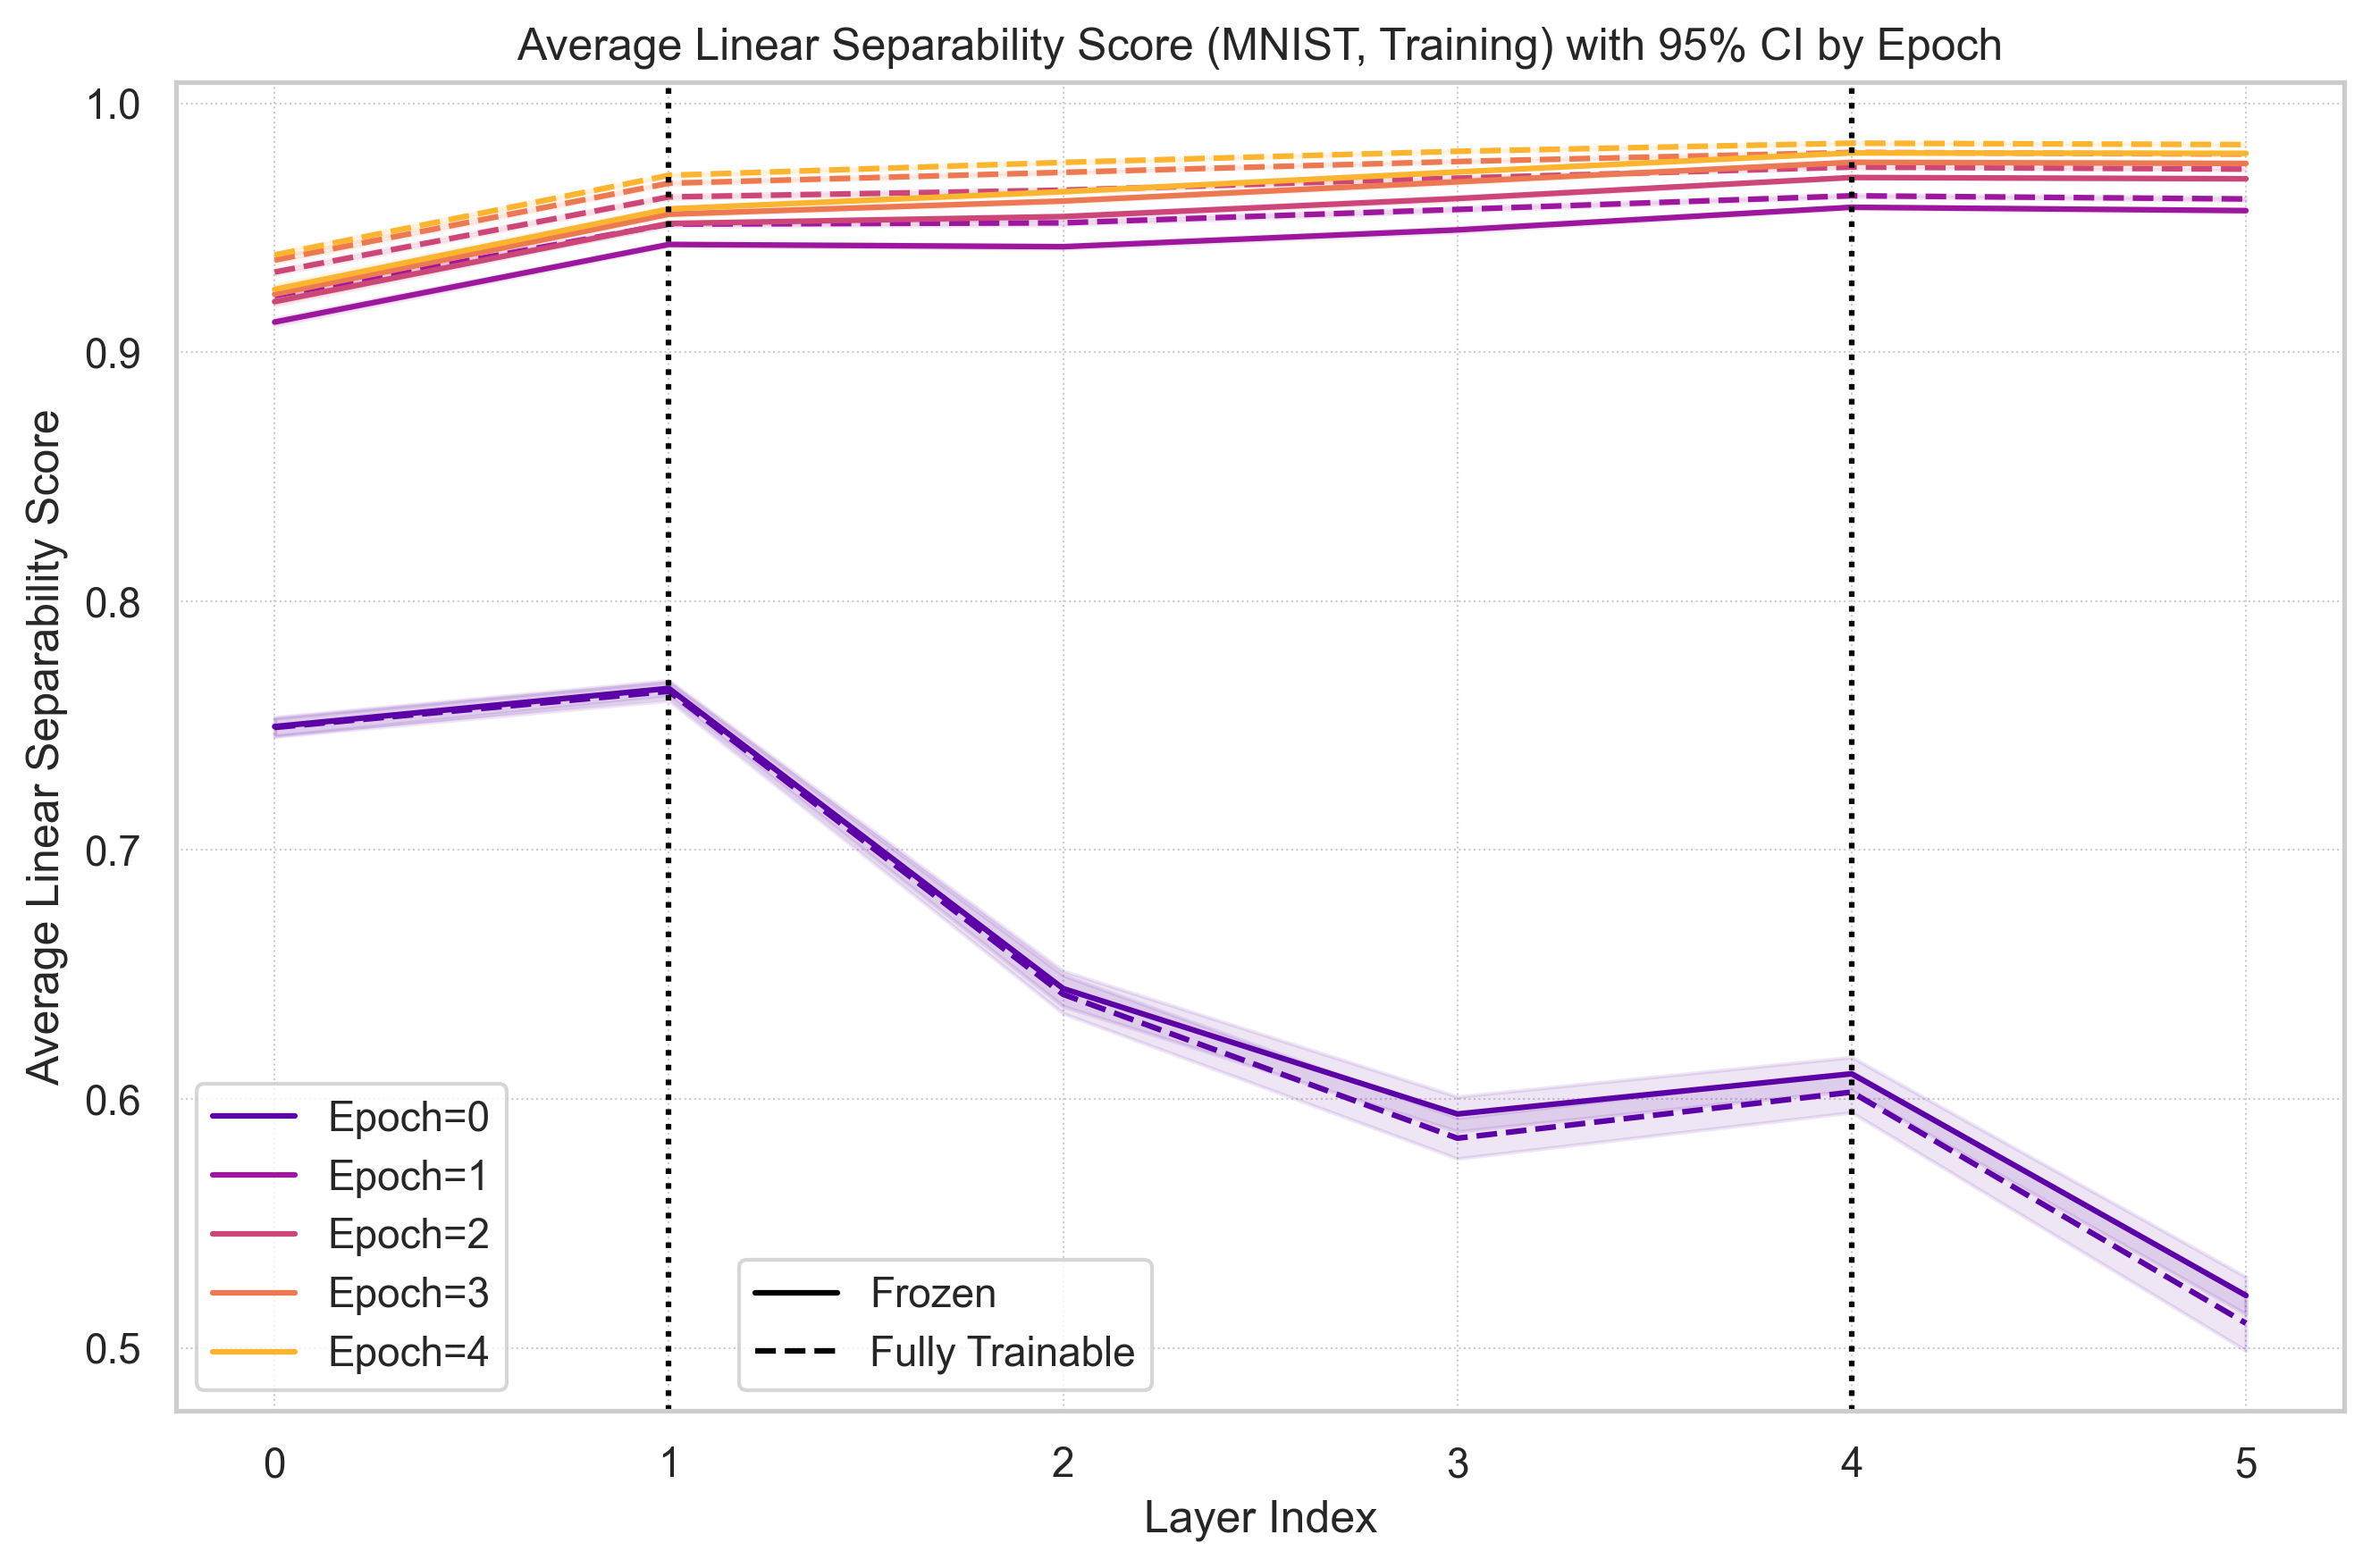 Average Linear Separability Score (MNIST, Training) with 95% CI by Epoch
Average Linear Separability Score
1.0
0.9
0.8
0.7
0.6
0.5
Epoch=0
Epoch=1
Epoch=2
Epoch=3
Epoch=4
Frozen
Fully Trainable
0 1 2 3 4 5
Layer Index